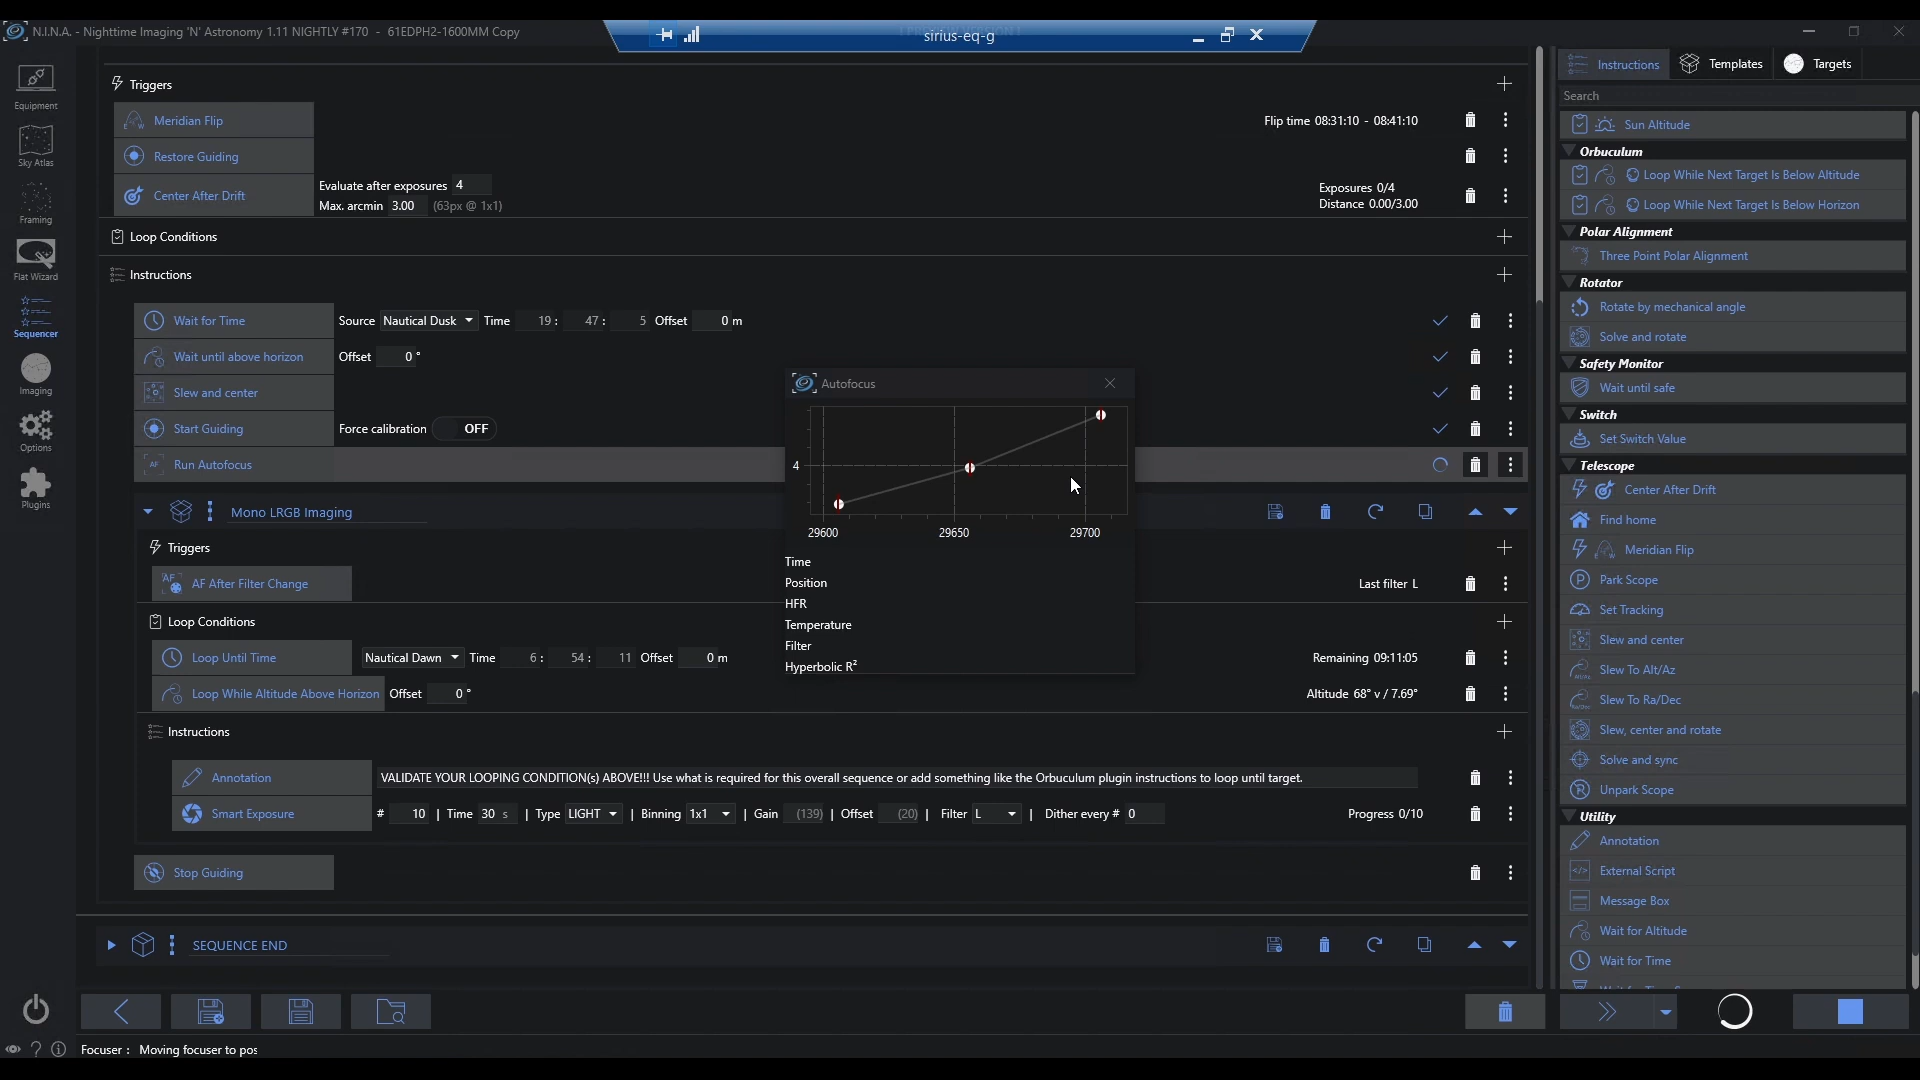 N.I.N.A. - Nighttime Imaging 'N' Astronomy 1.11 NIGHTLY #170 - 61EDPH2-1600MM Copy
sirius-eq-g
Equipment
Sky Atlas
Framing
Flat Wizard
Sequencer
Imaging
Options
Plugins
Triggers
Meridian Flip
Flip time 08:31:10 - 08:41:10
Restore Guiding
Center After Drift
Evaluate after exposures 4
Max. arcmin 3.00 (63px @ 1x1)
Exposures 0/4
Distance 0.00/3.00
Loop Conditions
Instructions
Wait for Time Source Nautical Dusk Time 19 : 47 : 5 Offset 0 m
Wait until above horizon Offset 0 °
Slew and center
Start Guiding Force calibration OFF
AF Run Autofocus
Autofocus
4
29600 29650 29700
Time
Position
HFR
Temperature
Filter
Hyperbolic R²
Mono LRGB Imaging
Triggers
AF AF After Filter Change Last filter L
Loop Conditions
Loop Until Time Nautical Dawn Time 6 : 54 : 11 Offset 0 m Remaining 09:11:05
Loop While Altitude Above Horizon Offset 0 ° Altitude 68° v / 7.69°
Instructions
Annotation VALIDATE YOUR LOOPING CONDITION(s) ABOVE!!! Use what is required for this overall sequence or add something like the Orbuculum plugin instructions to loop until target.
Smart Exposure # 10 | Time 30 s | Type LIGHT | Binning 1x1 | Gain (139) | Offset (20) | Filter L | Dither every # 0 Progress 0/10
Stop Guiding
SEQUENCE END
Focuser : Moving focuser to pos
Instructions Templates Targets
Search
Sun Altitude
Orbuculum
Loop While Next Target Is Below Altitude
Loop While Next Target Is Below Horizon
Polar Alignment
Three Point Polar Alignment
Rotator
Rotate by mechanical angle
Solve and rotate
Safety Monitor
Wait until safe
Switch
Set Switch Value
Telescope
Center After Drift
Find home
Meridian Flip
Park Scope
Set Tracking
Slew and center
Slew To Alt/Az
Slew To Ra/Dec
Slew, center and rotate
Solve and sync
Unpark Scope
Utility
Annotation
External Script
Message Box
Wait for Altitude
Wait for Time